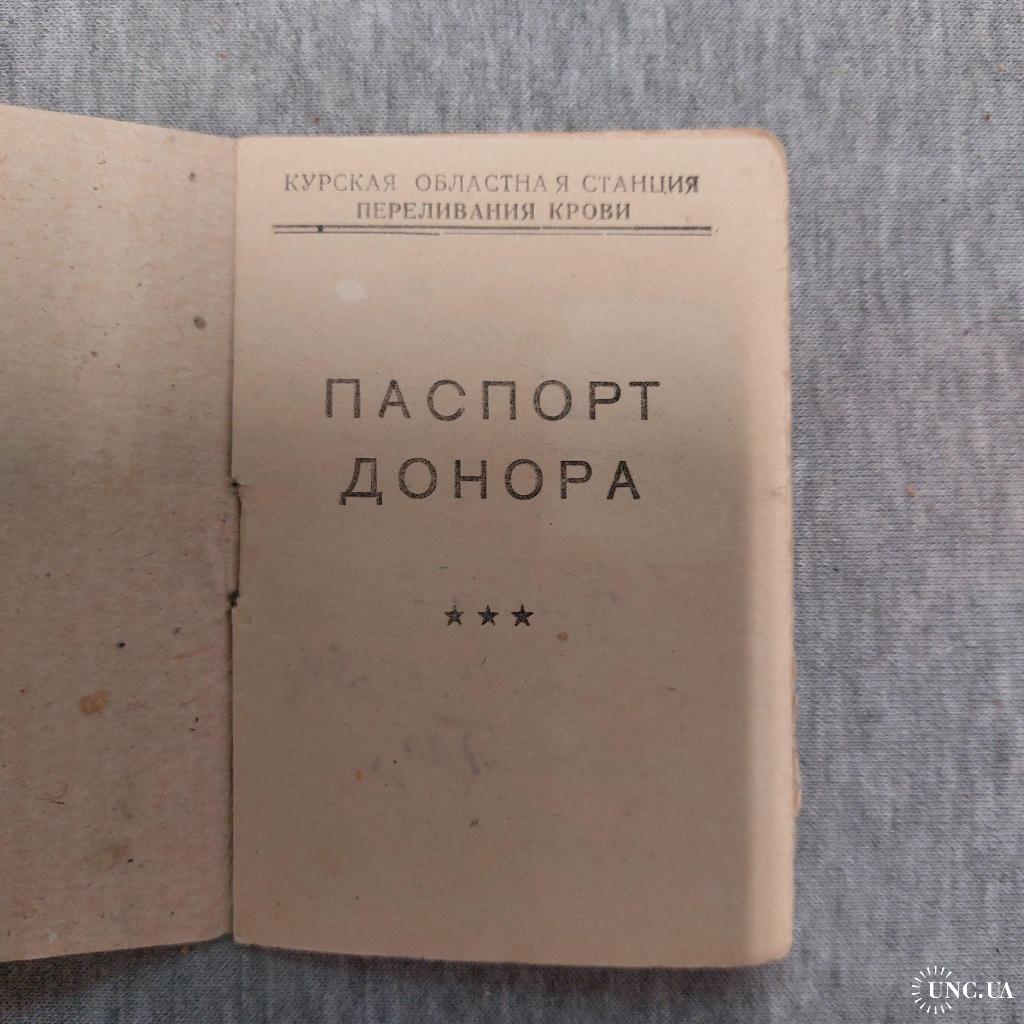 КУРСКАЯ ОБЛАСТНАЯ СТАНЦИЯ
ПЕРЕЛИВАНИЯ КРОВИ
ПАСПОРТ
ДОНОРА
UNC.UA